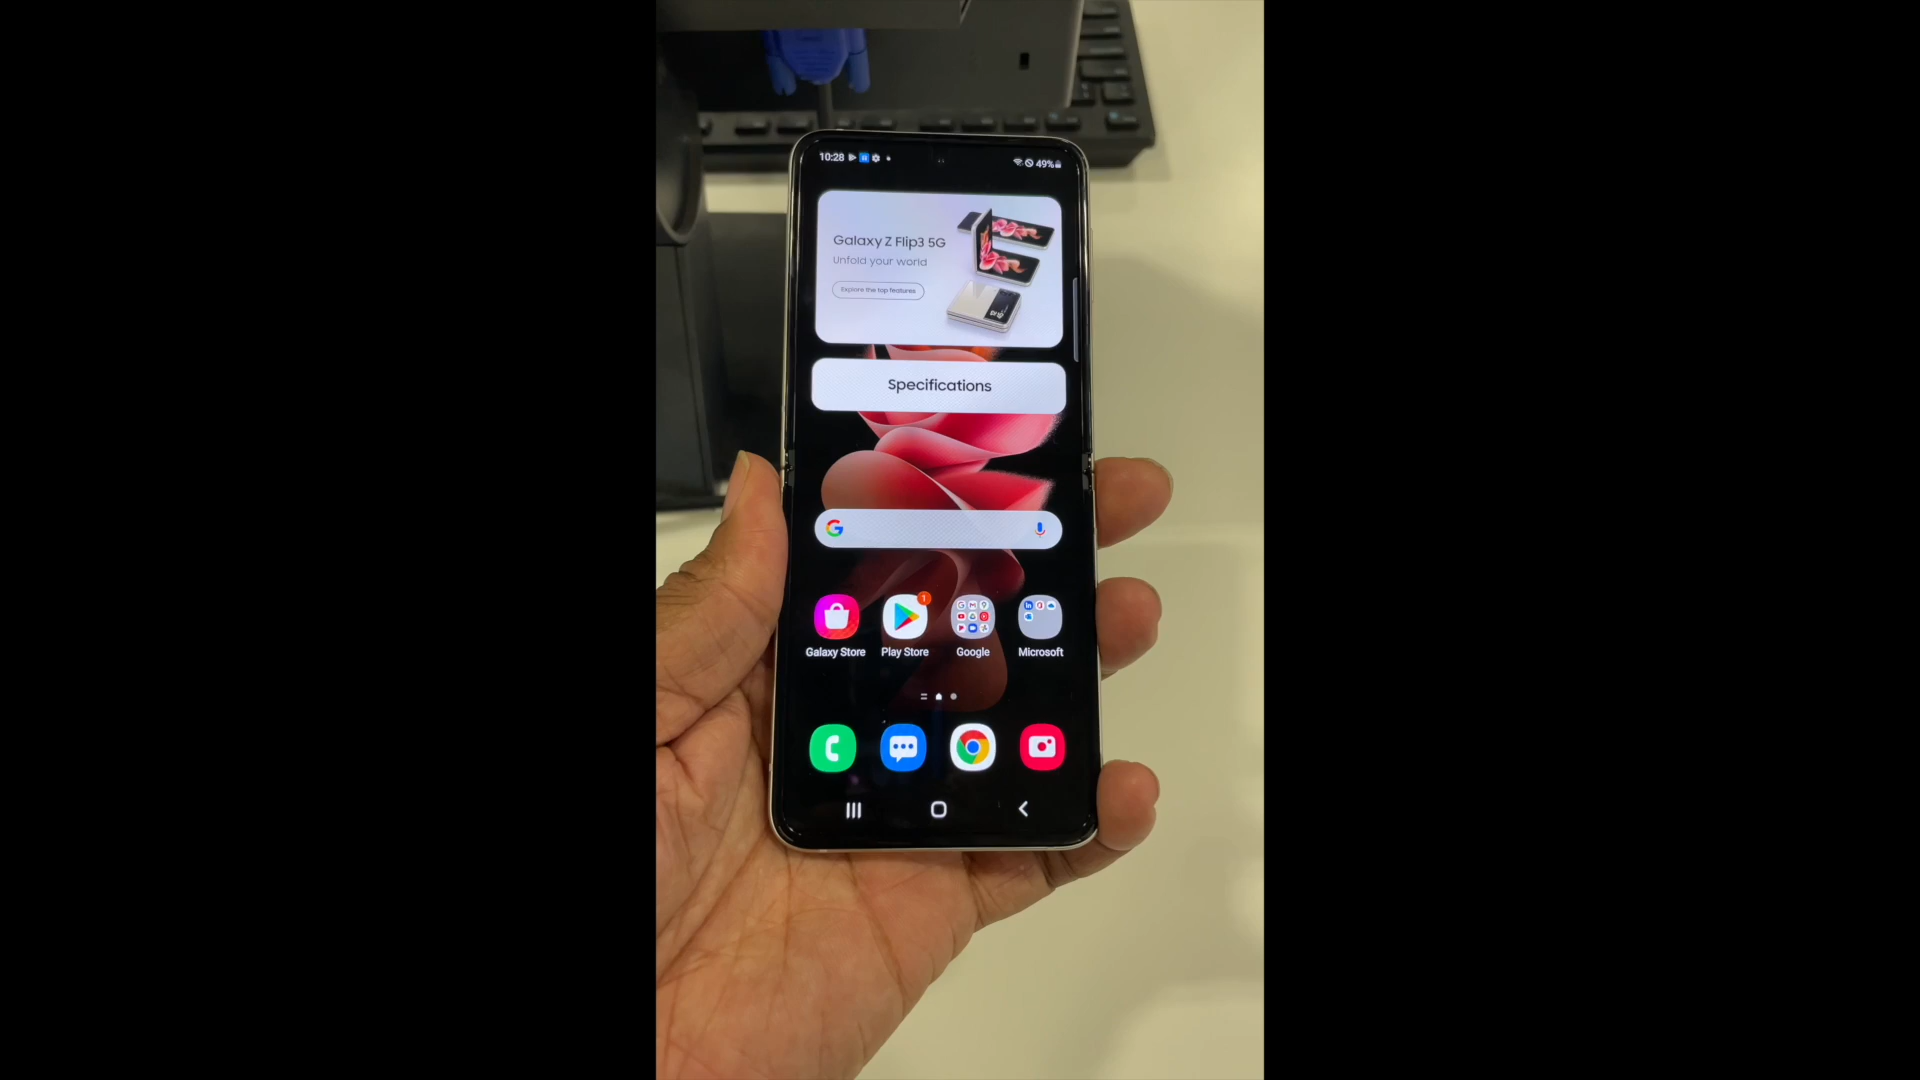 10:28
49%
Galaxy Z Flip3 5G
Unfold your world
Explore the top features
Specifications
1
Galaxy Store
Play Store
Google
Microsoft